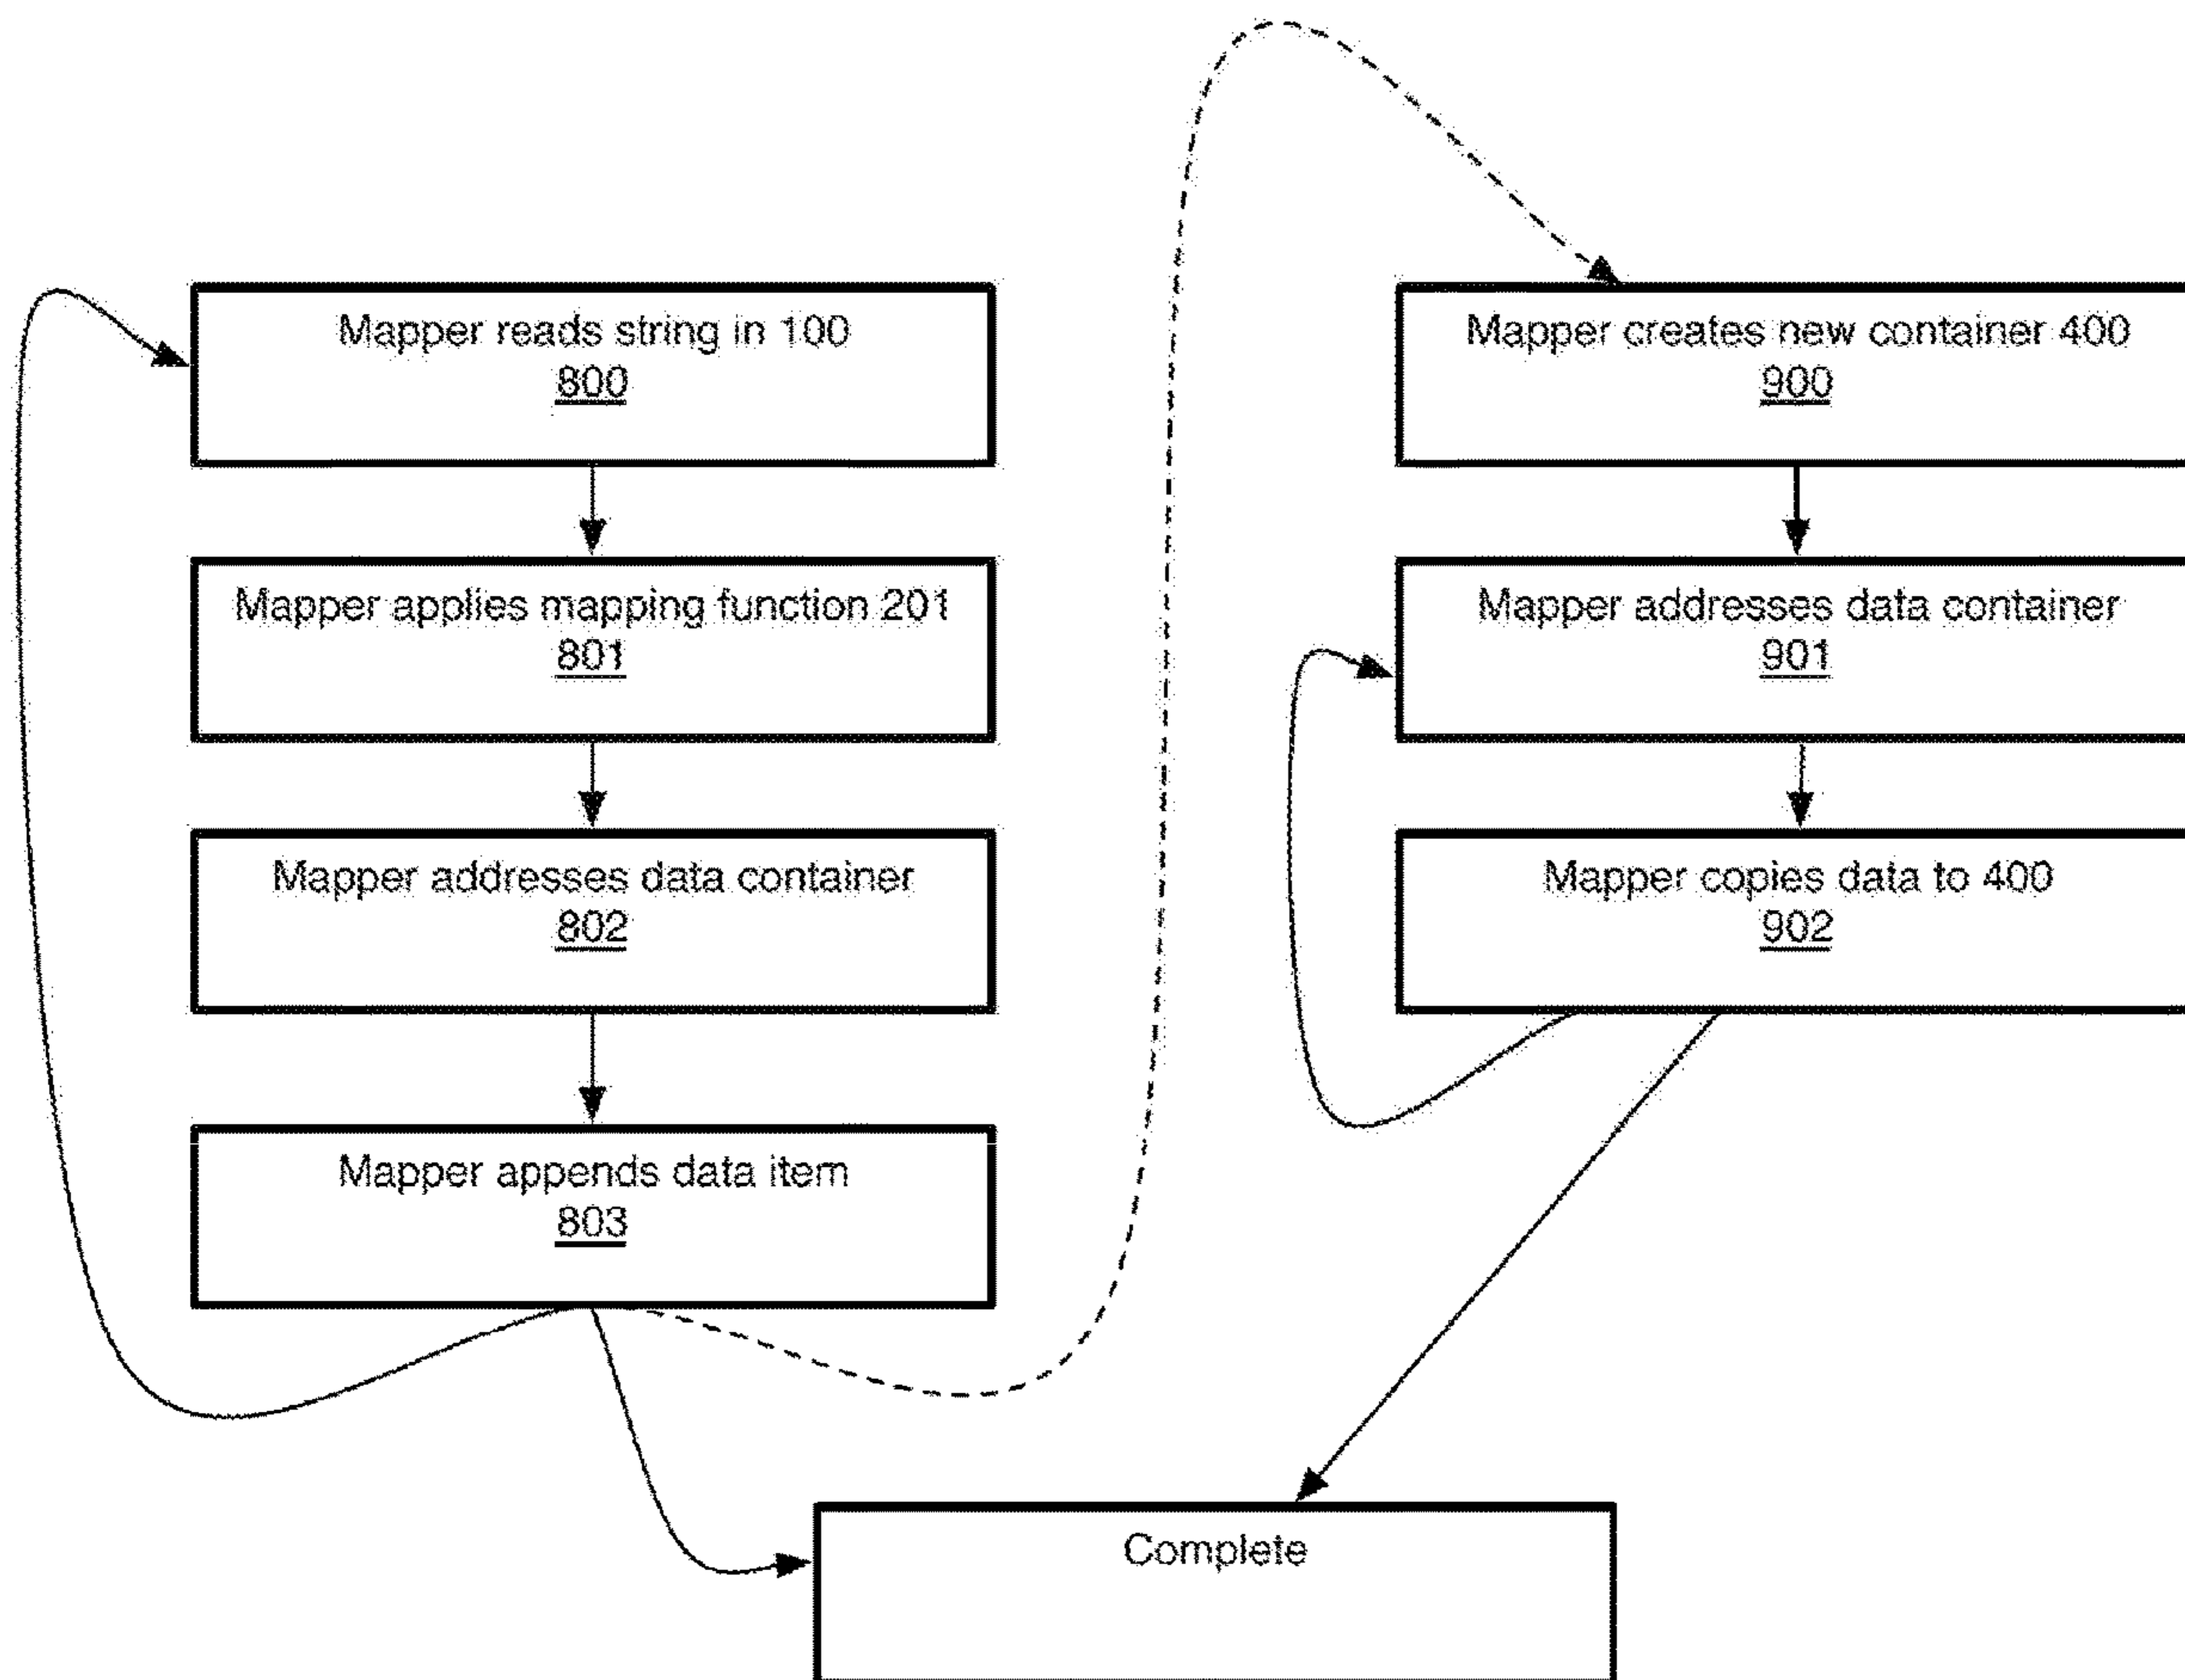 Mapper reads string in 100
800
Mapper applies mapping function 201
801
Mapper addresses data container
802
Mapper appends data item
803
Mapper creates new container 400
900
Mapper addresses data container
901
Mapper copies data to 400
902
Complete